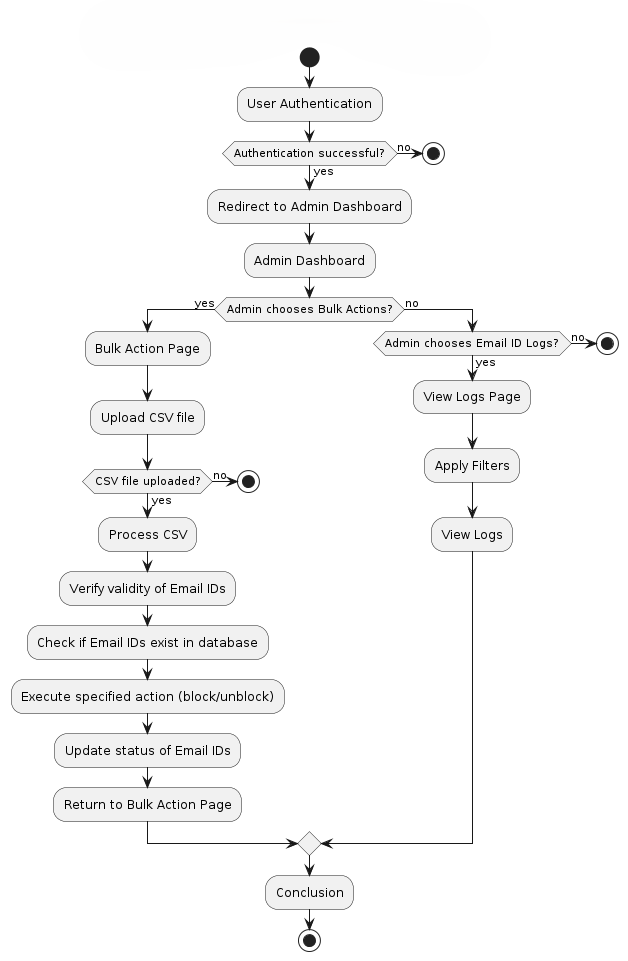 User Authentication
Authentication successful?
no
yes
Redirect to Admin Dashboard
Admin Dashboard
yes
Admin chooses Bulk Actions?
no
Bulk Action Page
Upload CSV file
CSV file uploaded?
no
yes
Process CSV
Verify validity of Email IDs
Check if Email IDs exist in database
Execute specified action (block/unblock)
Update status of Email IDs
Return to Bulk Action Page
Admin chooses Email ID Logs?
no
yes
View Logs Page
Apply Filters
View Logs
Conclusion